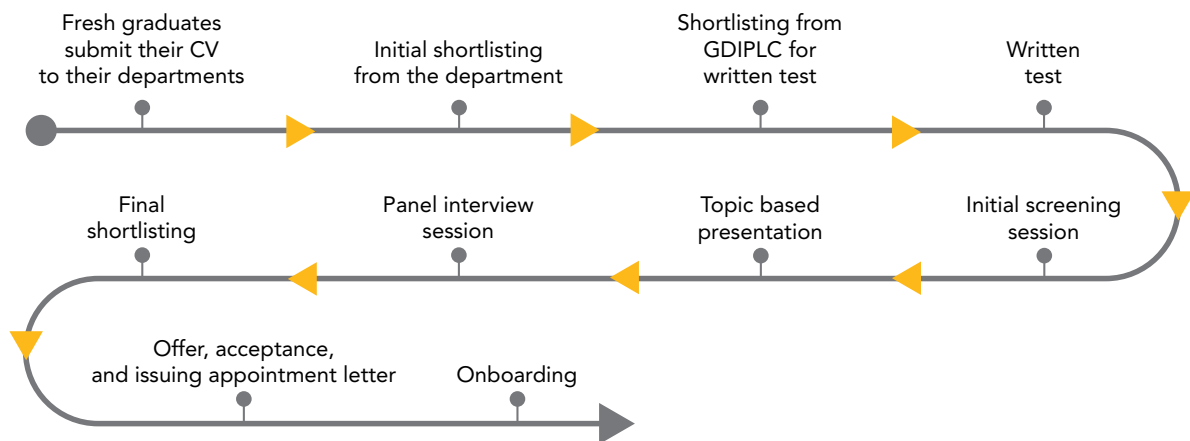 Fresh graduates
submit their CV
to their departments
Initial shortlisting
from the department
Shortlisting from
GDIPLC for
written test
Written
test
Initial screening
session
Topic based
presentation
Panel interview
session
Final
shortlisting
Offer, acceptance,
and issuing appointment letter
Onboarding